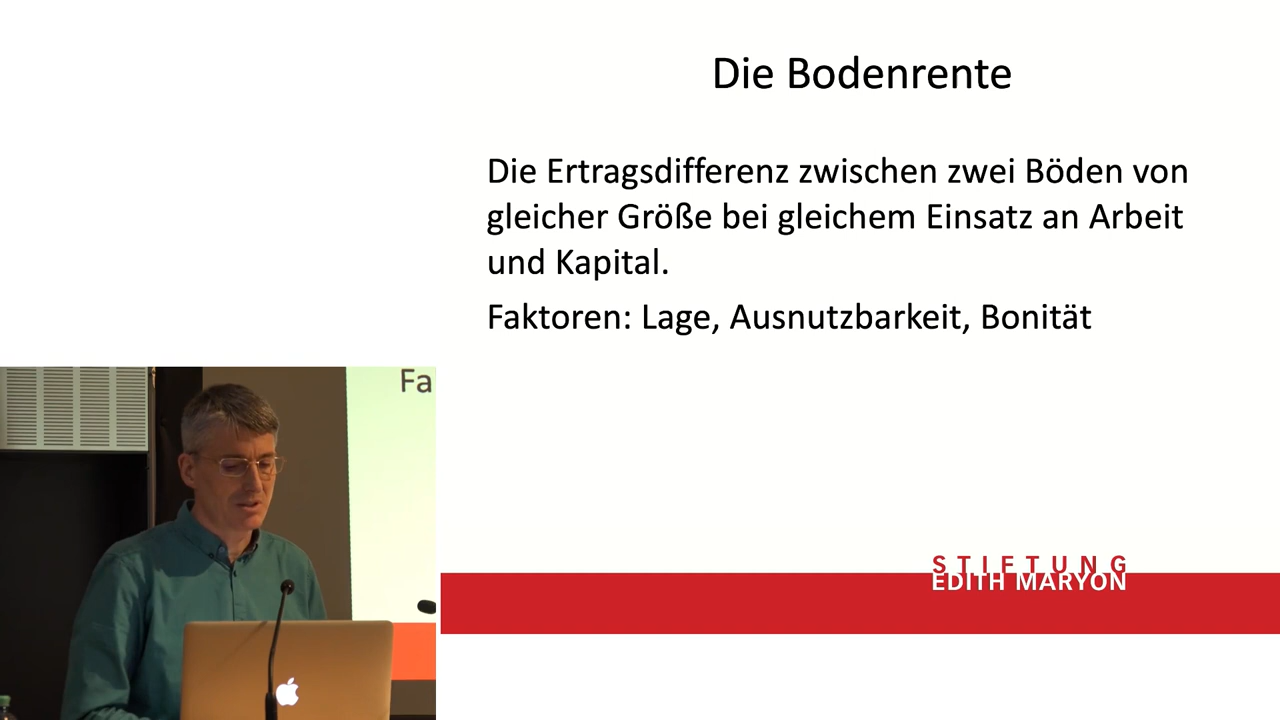 Die Bodenrente
Die Ertragsdifferenz zwischen zwei Böden von
gleicher Größe bei gleichem Einsatz an Arbeit
und Kapital.
Faktoren: Lage, Ausnutzbarkeit, Bonität
Fa
STIFTUNG
EDITH MARYON